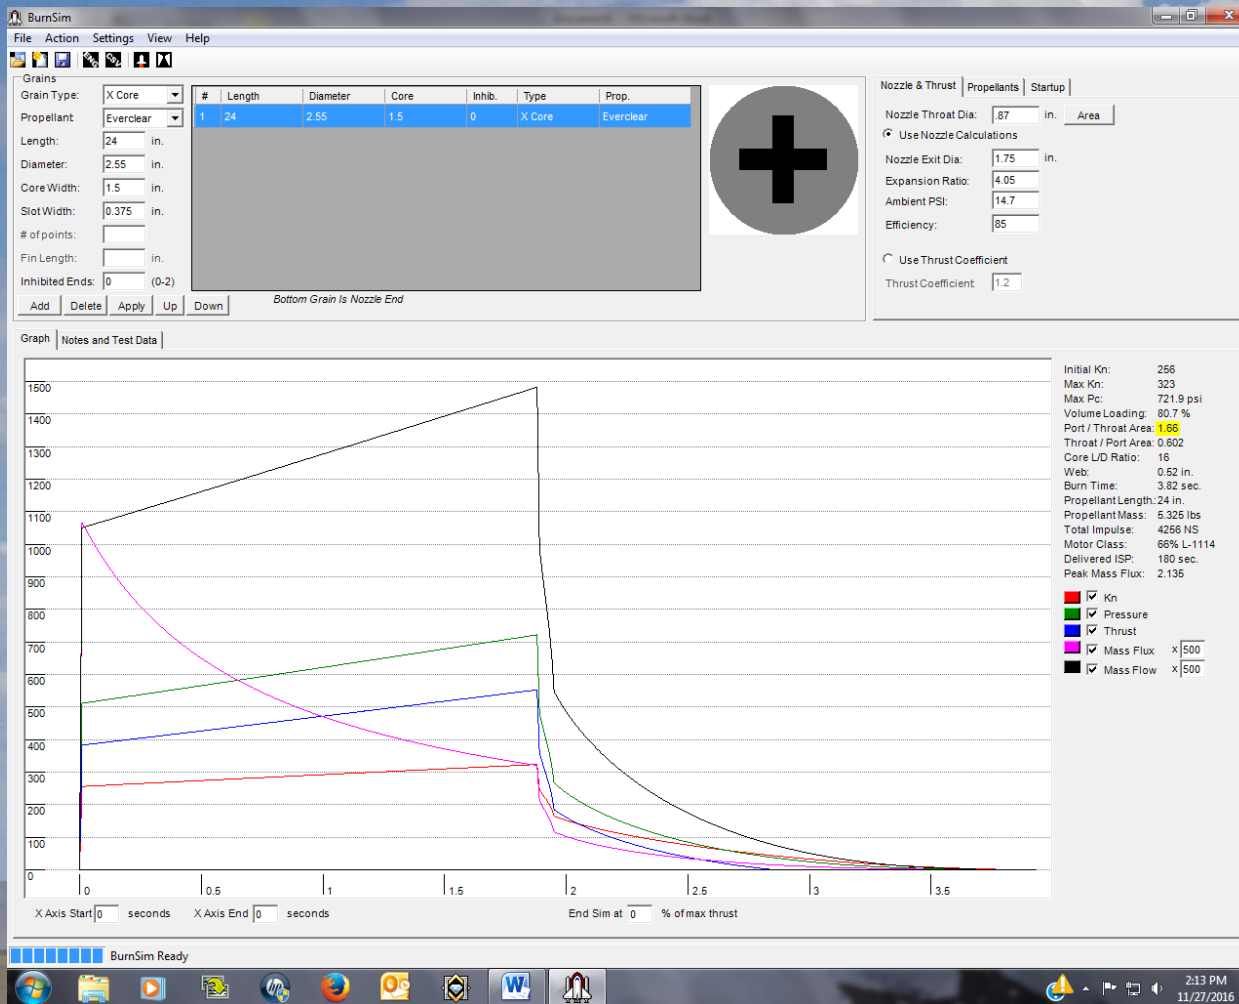 BurnSim
File Action Settings View Help
ENG CSV
Grains
Grain Type: X Core
Propellant Everclear
Length: 24 in.
Diameter: 2.55 in.
Core Width: 1.5 in.
Slot Width: 0.375 in.
# of points:
Fin Length: in.
Inhibited Ends: 0 (0-2)
Add Delete Apply Up Down
# Length Diameter Core Inhib. Type Prop.
1 24 2.55 1.5 0 X Core Everclear
Bottom Grain Is Nozzle End
Nozzle & Thrust Propellants Startup
Nozzle Throat Dia: .87 in. Area
Use Nozzle Calculations
Nozzle Exit Dia: 1.75 in.
Expansion Ratio: 4.05
Ambient PSI: 14.7
Efficiency: 85
Use Thrust Coefficient
Thrust Coefficient 1.2
Graph Notes and Test Data
1500
1400
1300
1200
1100
1000
900
800
700
600
500
400
300
200
100
0
0 0.5 1 1.5 2 2.5 3 3.5
X Axis Start 0 seconds X Axis End 0 seconds End Sim at 0 % of max thrust
Initial Kn: 256
Max Kn: 323
Max Pc: 721.9 psi
Volume Loading: 80.7 %
Port / Throat Area: 1.66
Throat / Port Area: 0.602
Core L/D Ratio: 16
Web: 0.52 in.
Burn Time: 3.82 sec.
Propellant Length: 24 in.
Propellant Mass: 5.325 lbs
Total Impulse: 4256 NS
Motor Class: 66% L-1114
Delivered ISP: 180 sec.
Peak Mass Flux: 2.135
Kn
Pressure
Thrust
Mass Flux x 500
Mass Flow x 500
BurnSim Ready
2:13 PM
11/27/2016